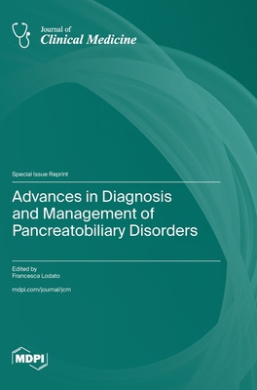 Journal of
Clinical Medicine
Special Issue Reprint
Advances in Diagnosis
and Management of
Pancreatobiliary Disorders
Edited by
Francesca Lodato
mdpi.com/journal/jcm
MDPI